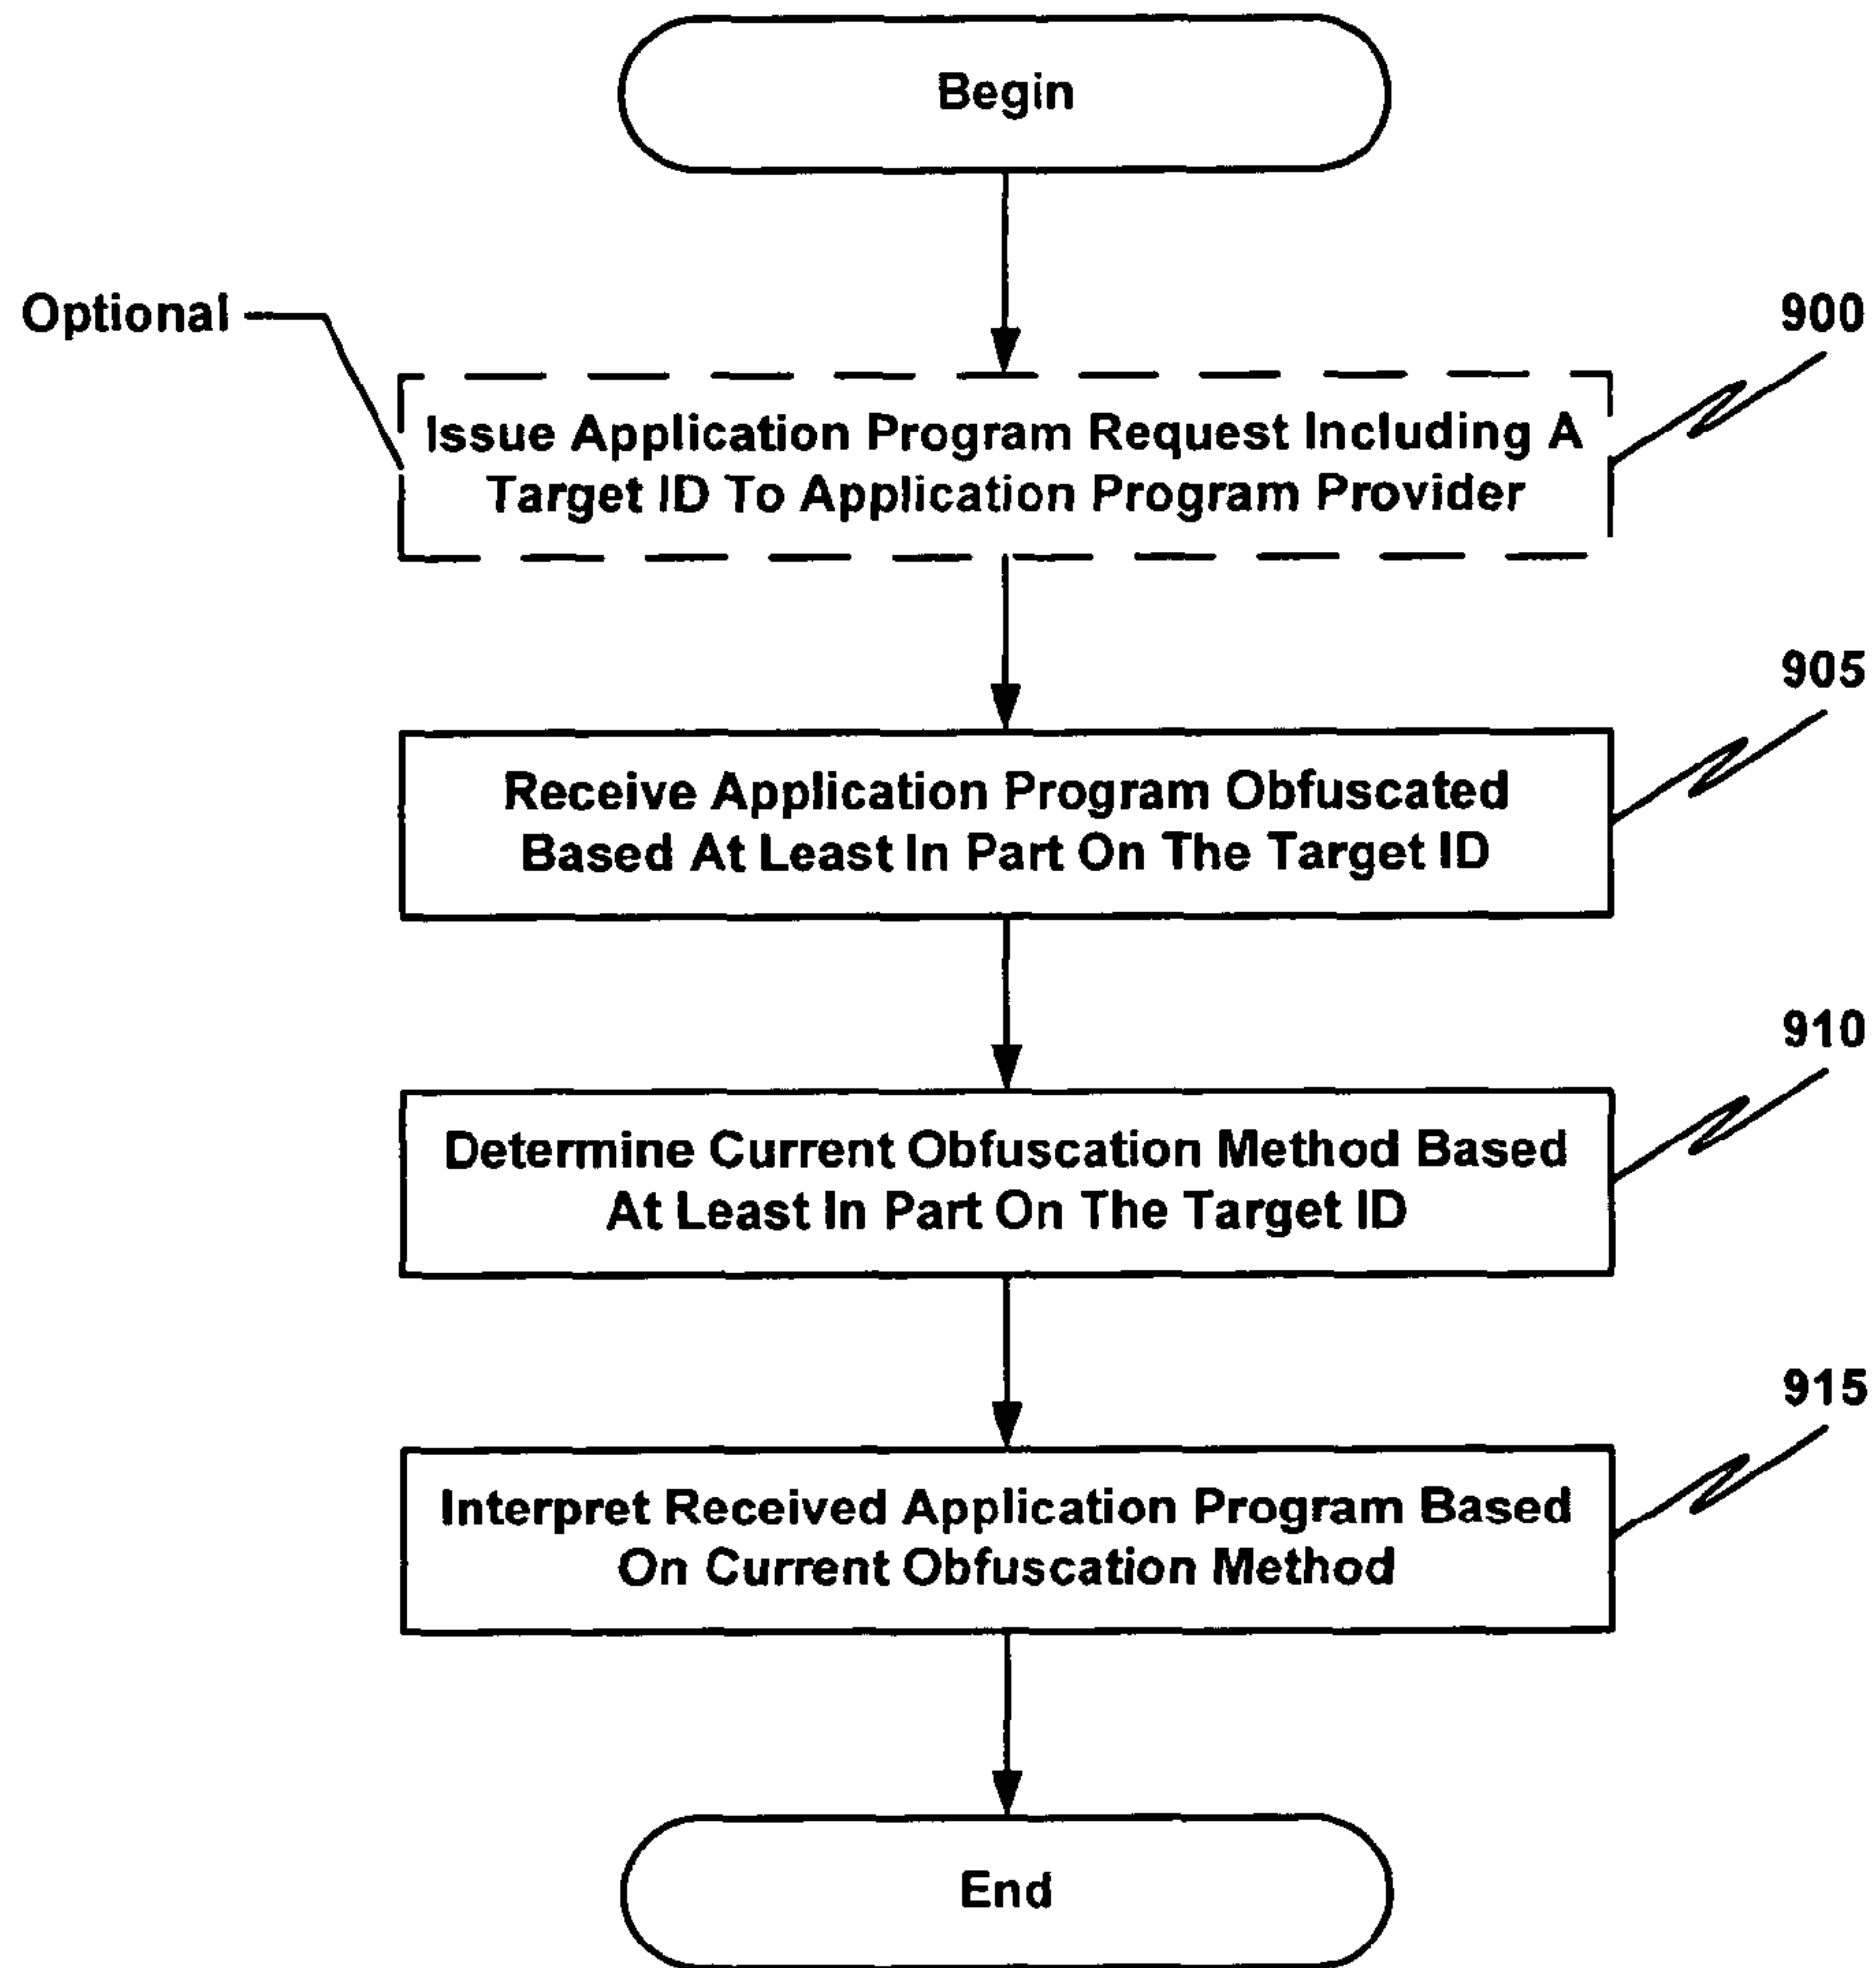 Begin
Optional
900
Issue Application Program Request Including A
Target ID To Application Program Provider
905
Receive Application Program Obfuscated
Based At Least In Part On The Target ID
910
Determine Current Obfuscation Method Based
At Least In Part On The Target ID
915
Interpret Received Application Program Based
On Current Obfuscation Method
End